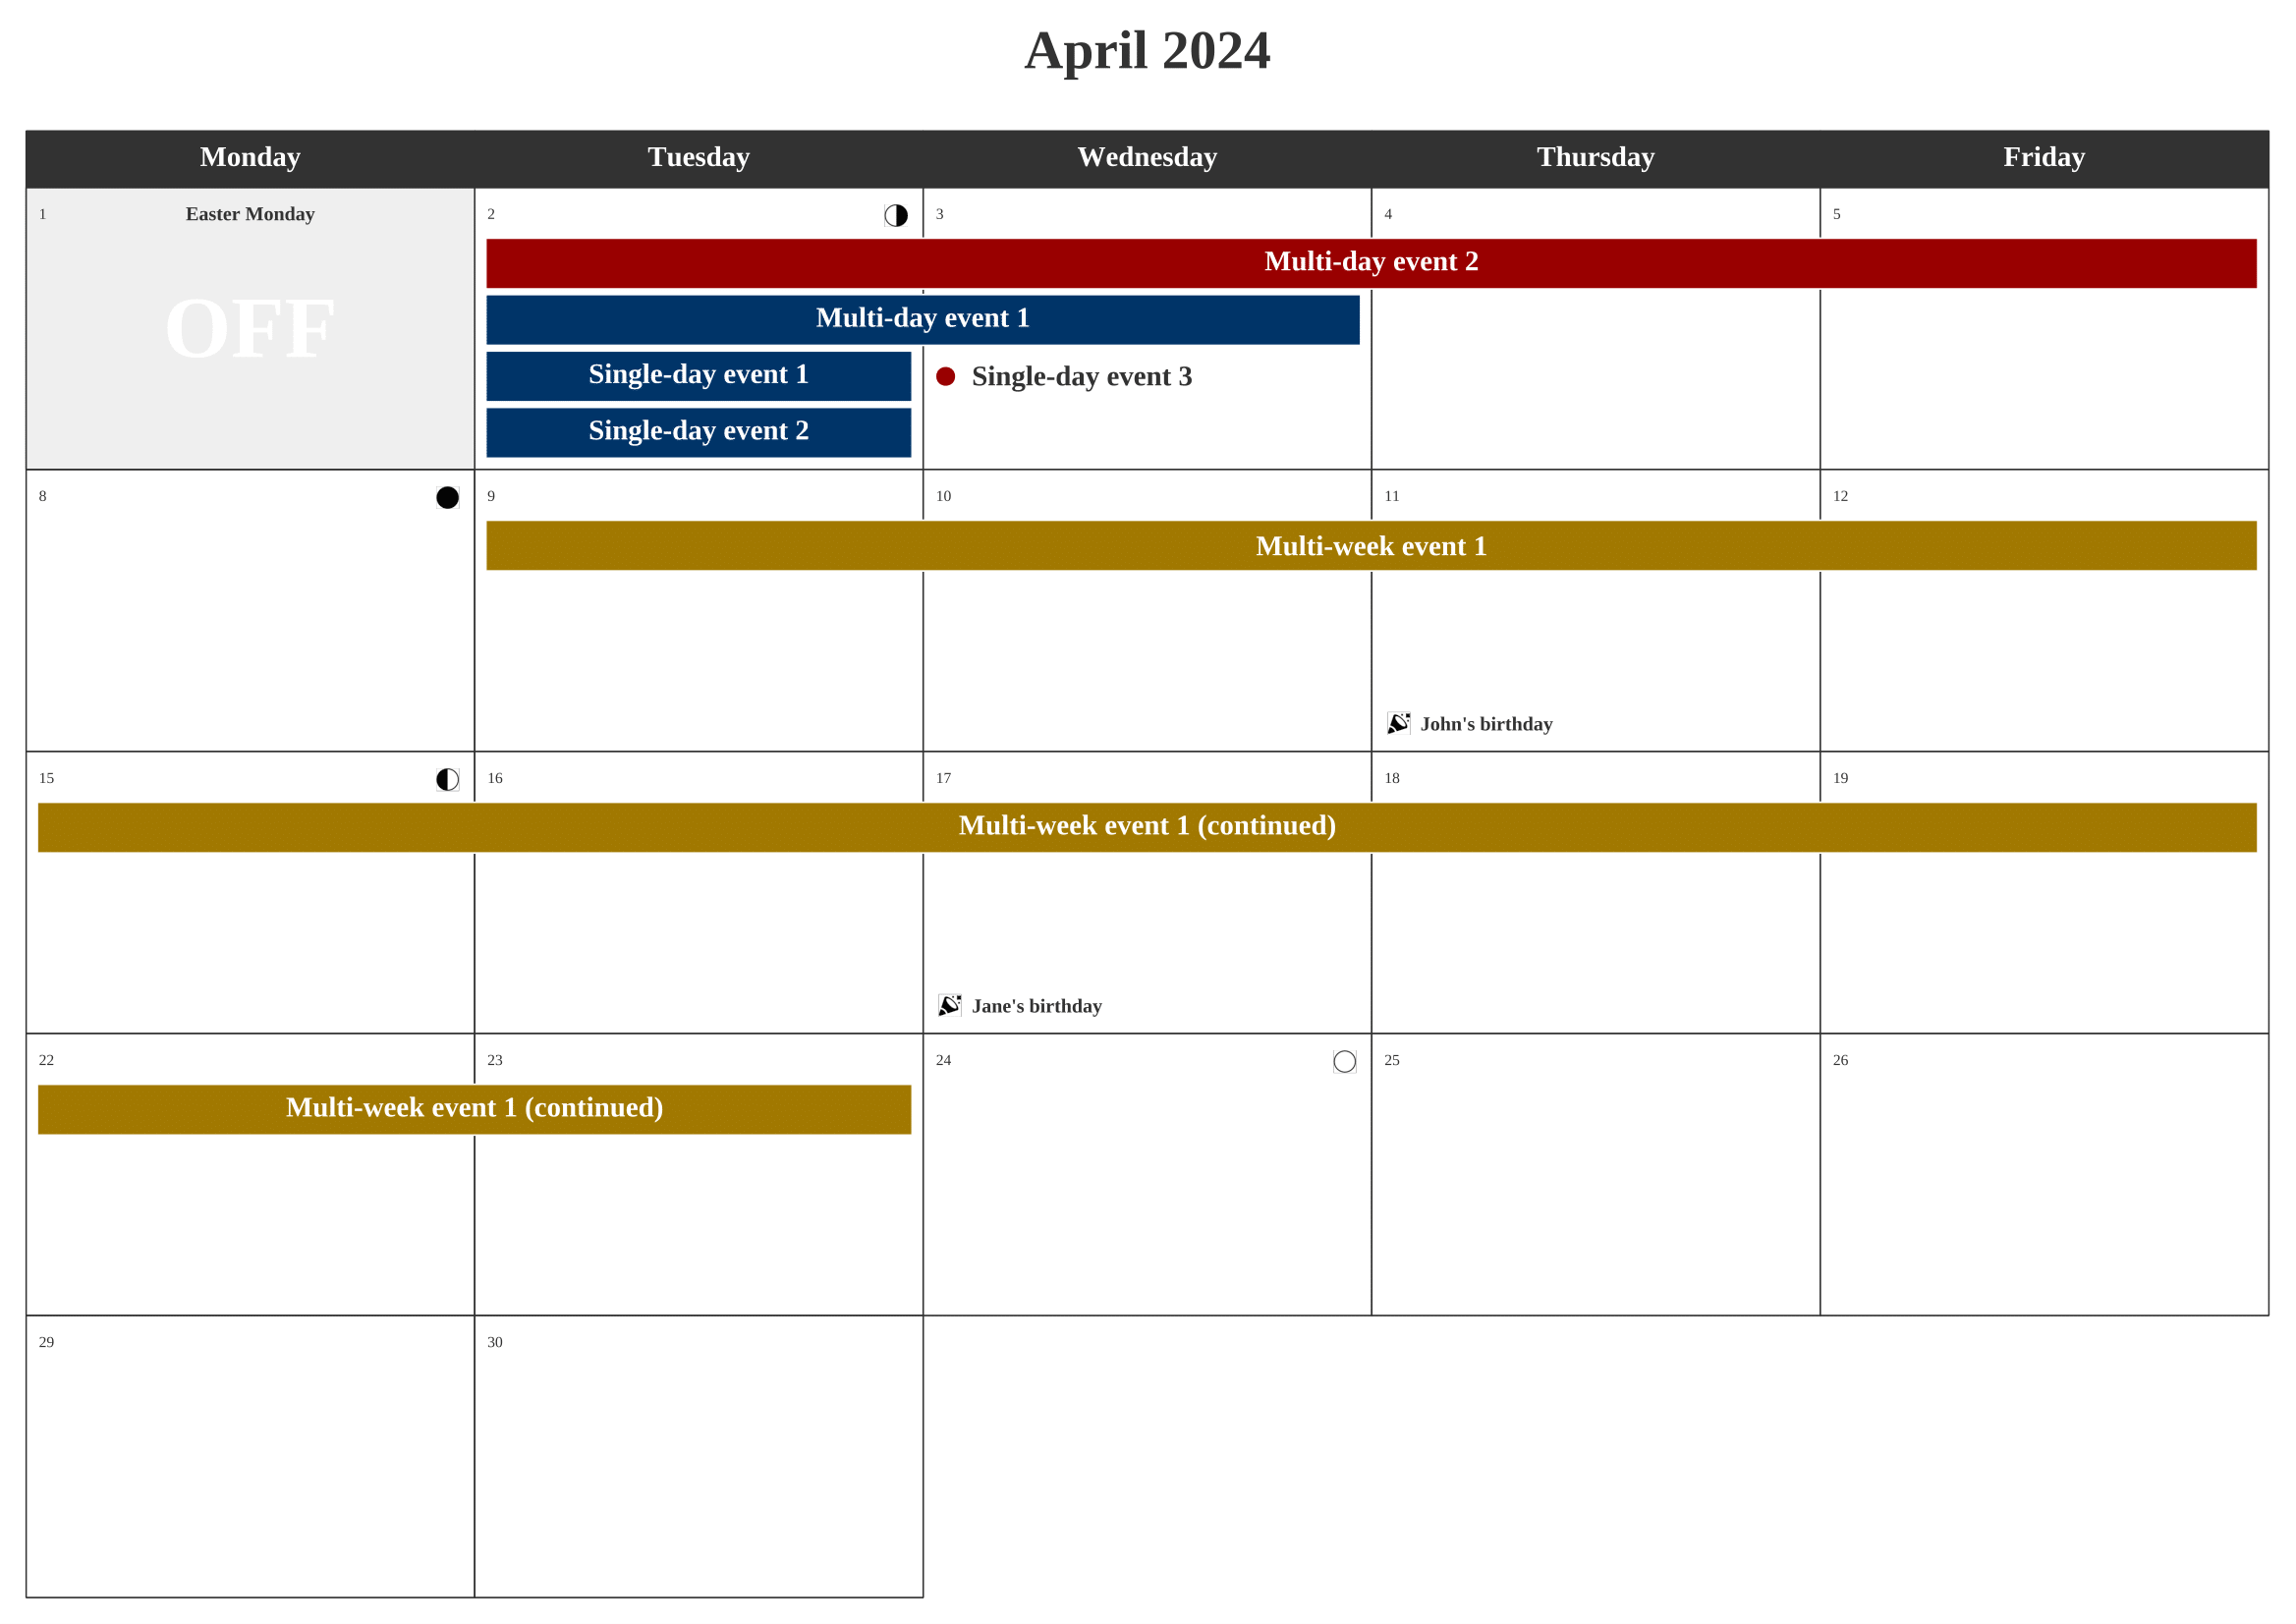 April 2024
Monday Tuesday Wednesday Thursday Friday
1 Easter Monday 2 3 4 5
OFF
Multi-day event 2
Multi-day event 1
Single-day event 1
Single-day event 3
Single-day event 2
8 9 10 11 12
Multi-week event 1
John's birthday
15 16 17 18 19
Multi-week event 1 (continued)
Jane's birthday
22 23 24 25 26
Multi-week event 1 (continued)
29 30